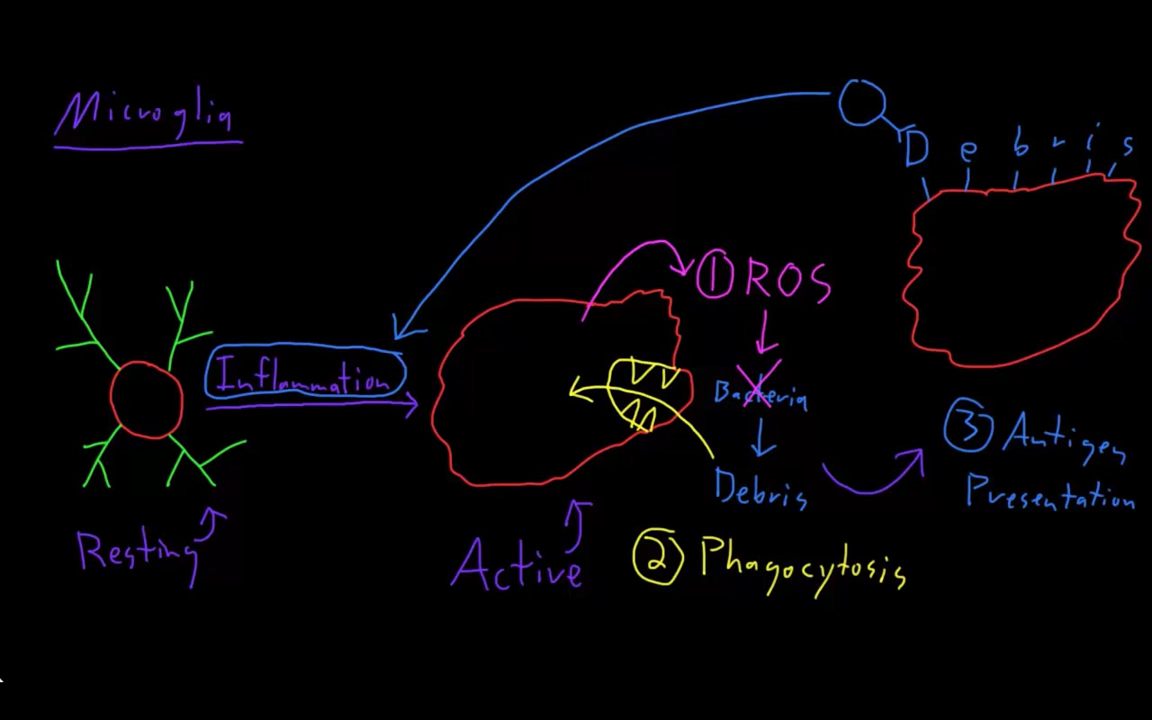 Microglia
Debris
① ROS
Inflammation
Bacteria
③ Antigen
Presentation
Debris
Resting
Active
② Phagocytosis